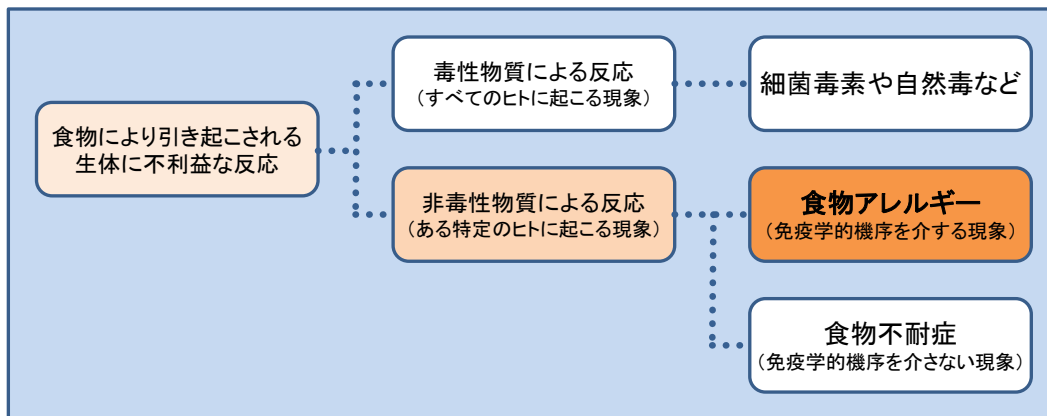 食物により引き起こされる
生体に不利益な反応
毒性物質による反応
（すべてのヒトに起こる現象）
細菌毒素や自然毒など
非毒性物質による反応
（ある特定のヒトに起こる現象）
食物アレルギー
（免疫学的機序を介する現象）
食物不耐症
（免疫学的機序を介さない現象）